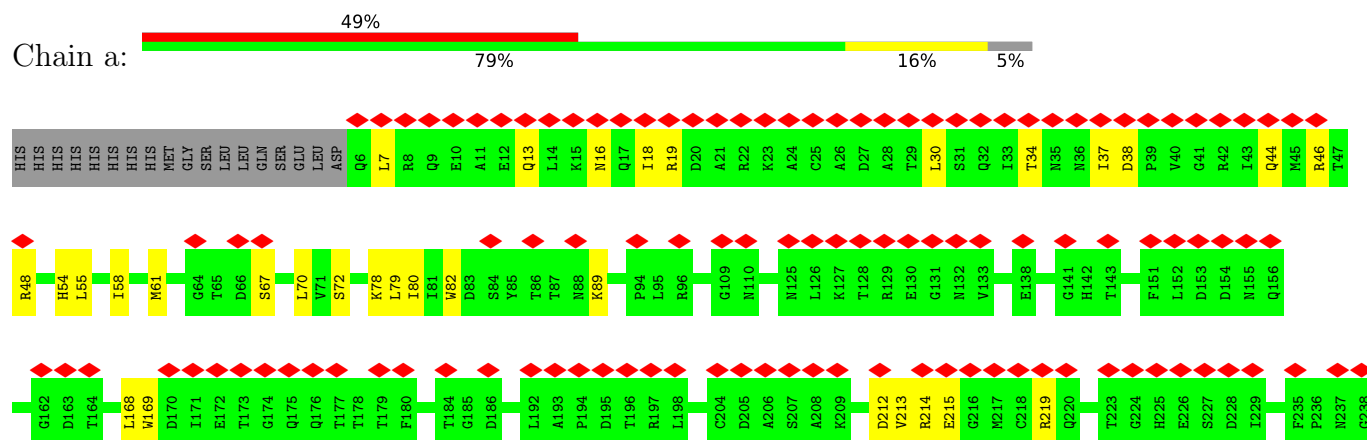 49%
Chain a:
79% 16% 5%
HIS HIS HIS HIS HIS HIS HIS HIS MET GLY SER LEU LEU GLN SER GLU LEU ASP Q6 L7 R8 Q9 E10 A11 E12 Q13 L14 K15 N16 Q17 I18 R19 D20 A21 R22 K23 A24 C25 A26 D27 A28 T29 L30 S31 Q32 I33 T34 N35 N36 I37 D38 P39 V40 G41 R42 I43 Q44 M45 R46 T47
R48 H54 L55 I58 M61 G64 T65 D66 S67 L70 V71 S72 K78 L79 I80 I81 W82 D83 S84 Y85 T86 T87 N88 K89 P94 L95 R96 G109 N110 N125 L126 K127 T128 R129 E130 G131 N132 V133 E138 G141 H142 T143 F151 L152 D153 D154 N155 Q156
G162 D163 T164 L168 W169 D170 I171 E172 T173 G174 Q175 Q176 T177 T178 T179 F180 T184 G185 D186 L192 A193 P194 D195 T196 R197 L198 C204 D205 A206 S207 A208 K209 D212 V213 R214 E215 G216 M217 C218 R219 Q220 T223 G224 H225 E226 S227 D228 I229 F235 P236 N237 G238